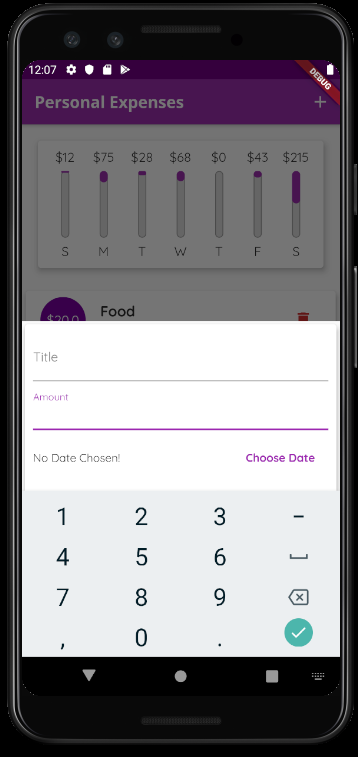 12:07
DEBUG
Personal Expenses +
$12 $75 $28 $68 $0 $43 $215
S M T W T F S
Food
$20.0
Title
Amount
No Date Chosen! Choose Date
1 2 3 -
4 5 6
7 8 9
, 0 .